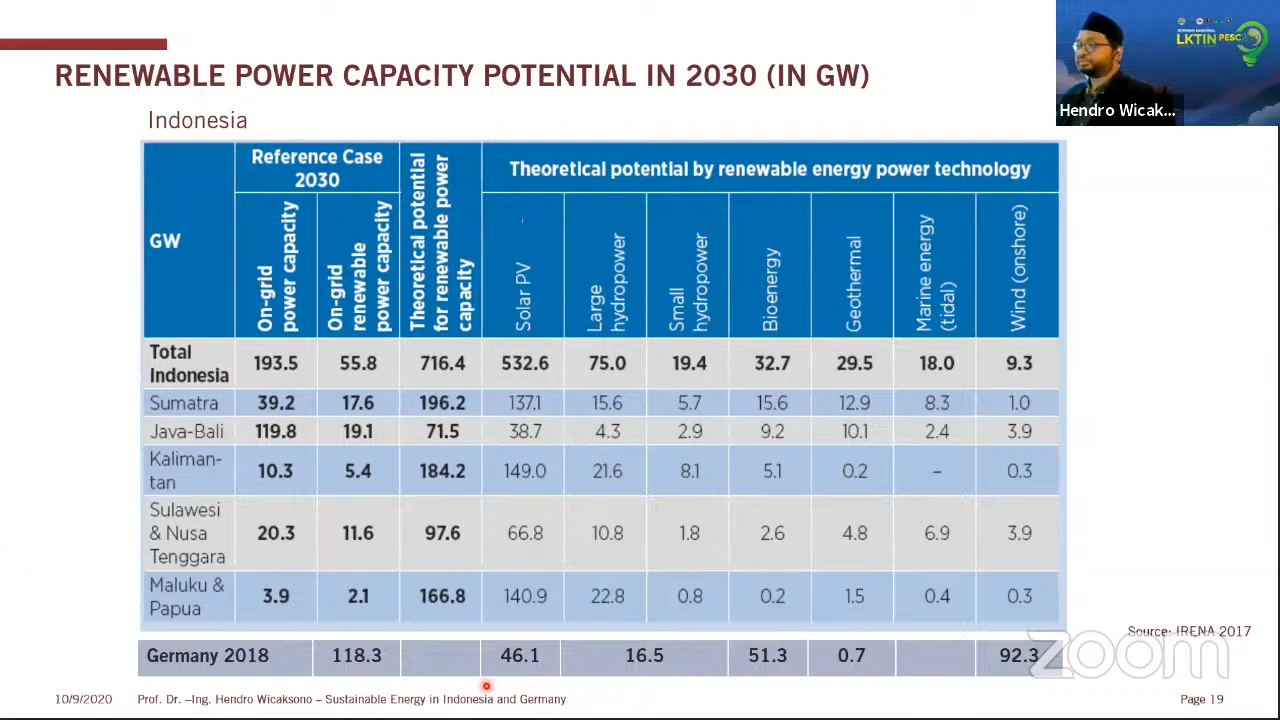 SEMINAR NASIONAL
LKTIN PESC
Hendro Wicak...
RENEWABLE POWER CAPACITY POTENTIAL IN 2030 (IN GW)
Indonesia
GW
Reference Case
2030
On-grid
power capacity
On-grid
renewable
power capacity
Theoretical potential
for renewable power
capacity
Theoretical potential by renewable energy power technology
Solar PV
Large
hydropower
Small
hydropower
Bioenergy
Geothermal
Marine energy
(tidal)
Wind (onshore)
Total
Indonesia 193.5 55.8 716.4 532.6 75.0 19.4 32.7 29.5 18.0 9.3
Sumatra 39.2 17.6 196.2 137.1 15.6 5.7 15.6 12.9 8.3 1.0
Java-Bali 119.8 19.1 71.5 38.7 4.3 2.9 9.2 10.1 2.4 3.9
Kaliman-
tan 10.3 5.4 184.2 149.0 21.6 8.1 5.1 0.2 – 0.3
Sulawesi
& Nusa
Tenggara 20.3 11.6 97.6 66.8 10.8 1.8 2.6 4.8 6.9 3.9
Maluku &
Papua 3.9 2.1 166.8 140.9 22.8 0.8 0.2 1.5 0.4 0.3
Germany 2018 118.3 46.1 16.5 51.3 0.7 92.3
Source: IRENA 2017
zoom
10/9/2020 Prof. Dr. –Ing. Hendro Wicaksono – Sustainable Energy in Indonesia and Germany Page 19